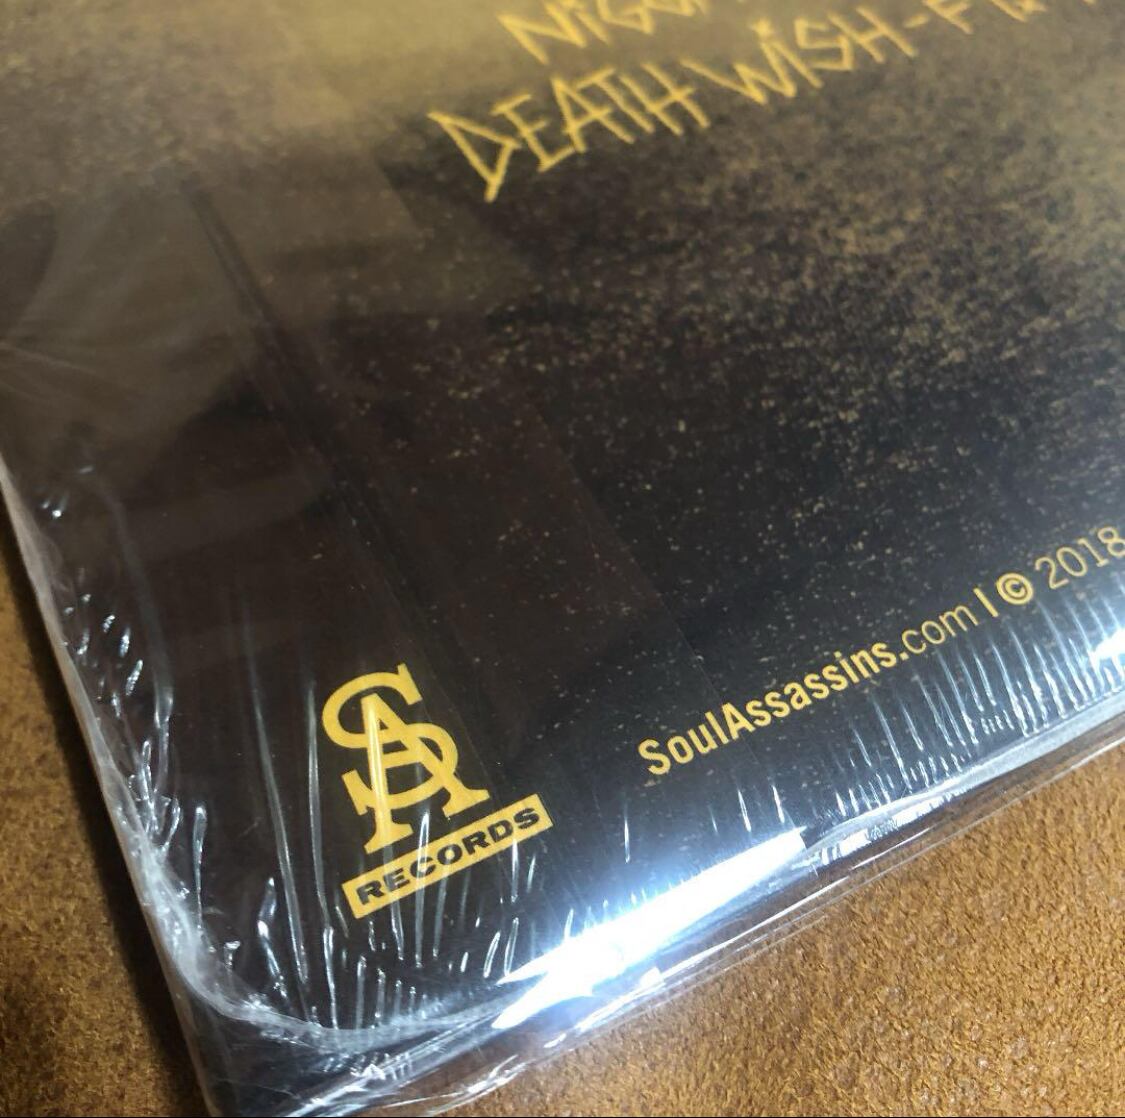 DEATH WISH-
SA
RECORDS
SoulAssassins.com | © 2018